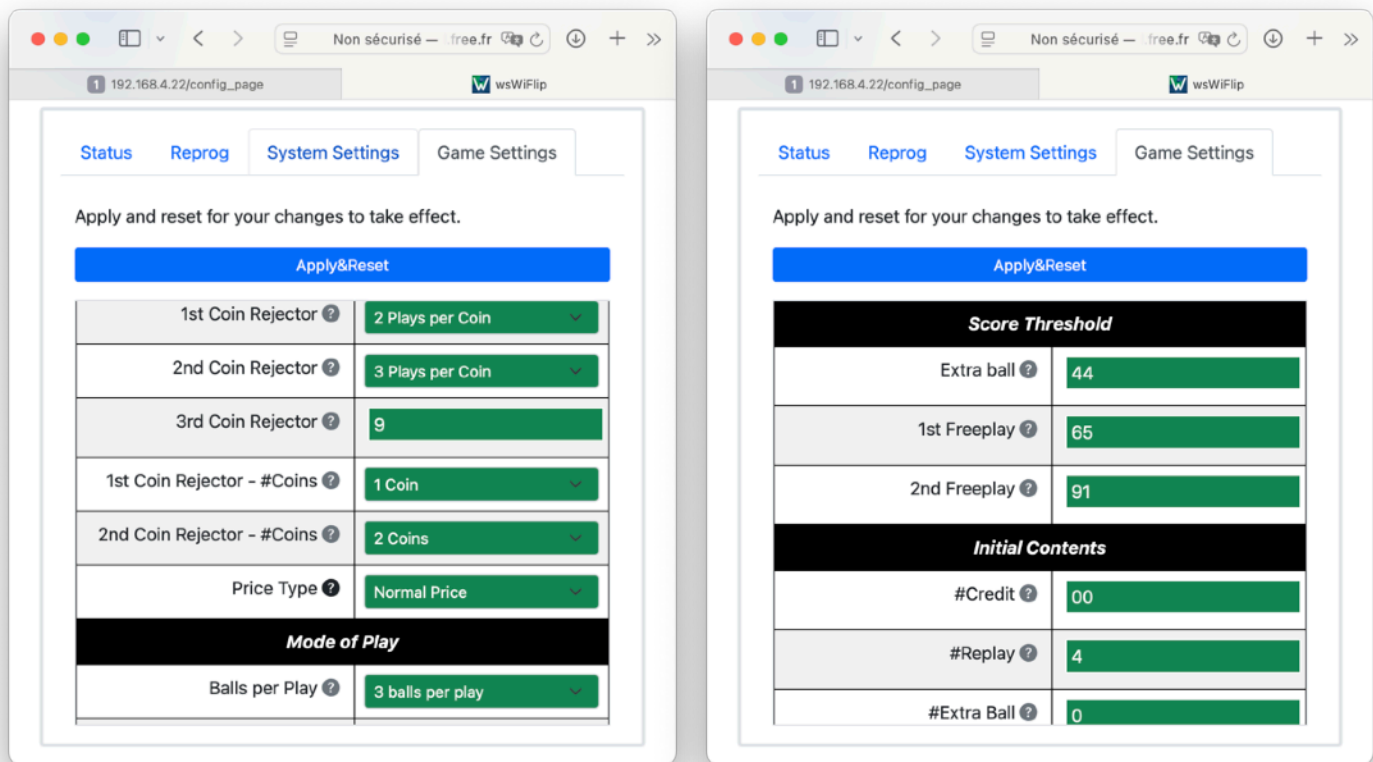 Non sécurisé — .free.fr
1 192.168.4.22/config_page
wsWiFlip
Status
Reprog
System Settings
Game Settings
Apply and reset for your changes to take effect.
Apply&Reset
1st Coin Rejector ?
2 Plays per Coin
2nd Coin Rejector ?
3 Plays per Coin
3rd Coin Rejector ?
9
1st Coin Rejector - #Coins ?
1 Coin
2nd Coin Rejector - #Coins ?
2 Coins
Price Type ?
Normal Price
Mode of Play
Balls per Play ?
3 balls per play
Non sécurisé — .free.fr
1 192.168.4.22/config_page
wsWiFlip
Status
Reprog
System Settings
Game Settings
Apply and reset for your changes to take effect.
Apply&Reset
Score Threshold
Extra ball ?
44
1st Freeplay ?
65
2nd Freeplay ?
91
Initial Contents
#Credit ?
00
#Replay ?
4
#Extra Ball ?
0